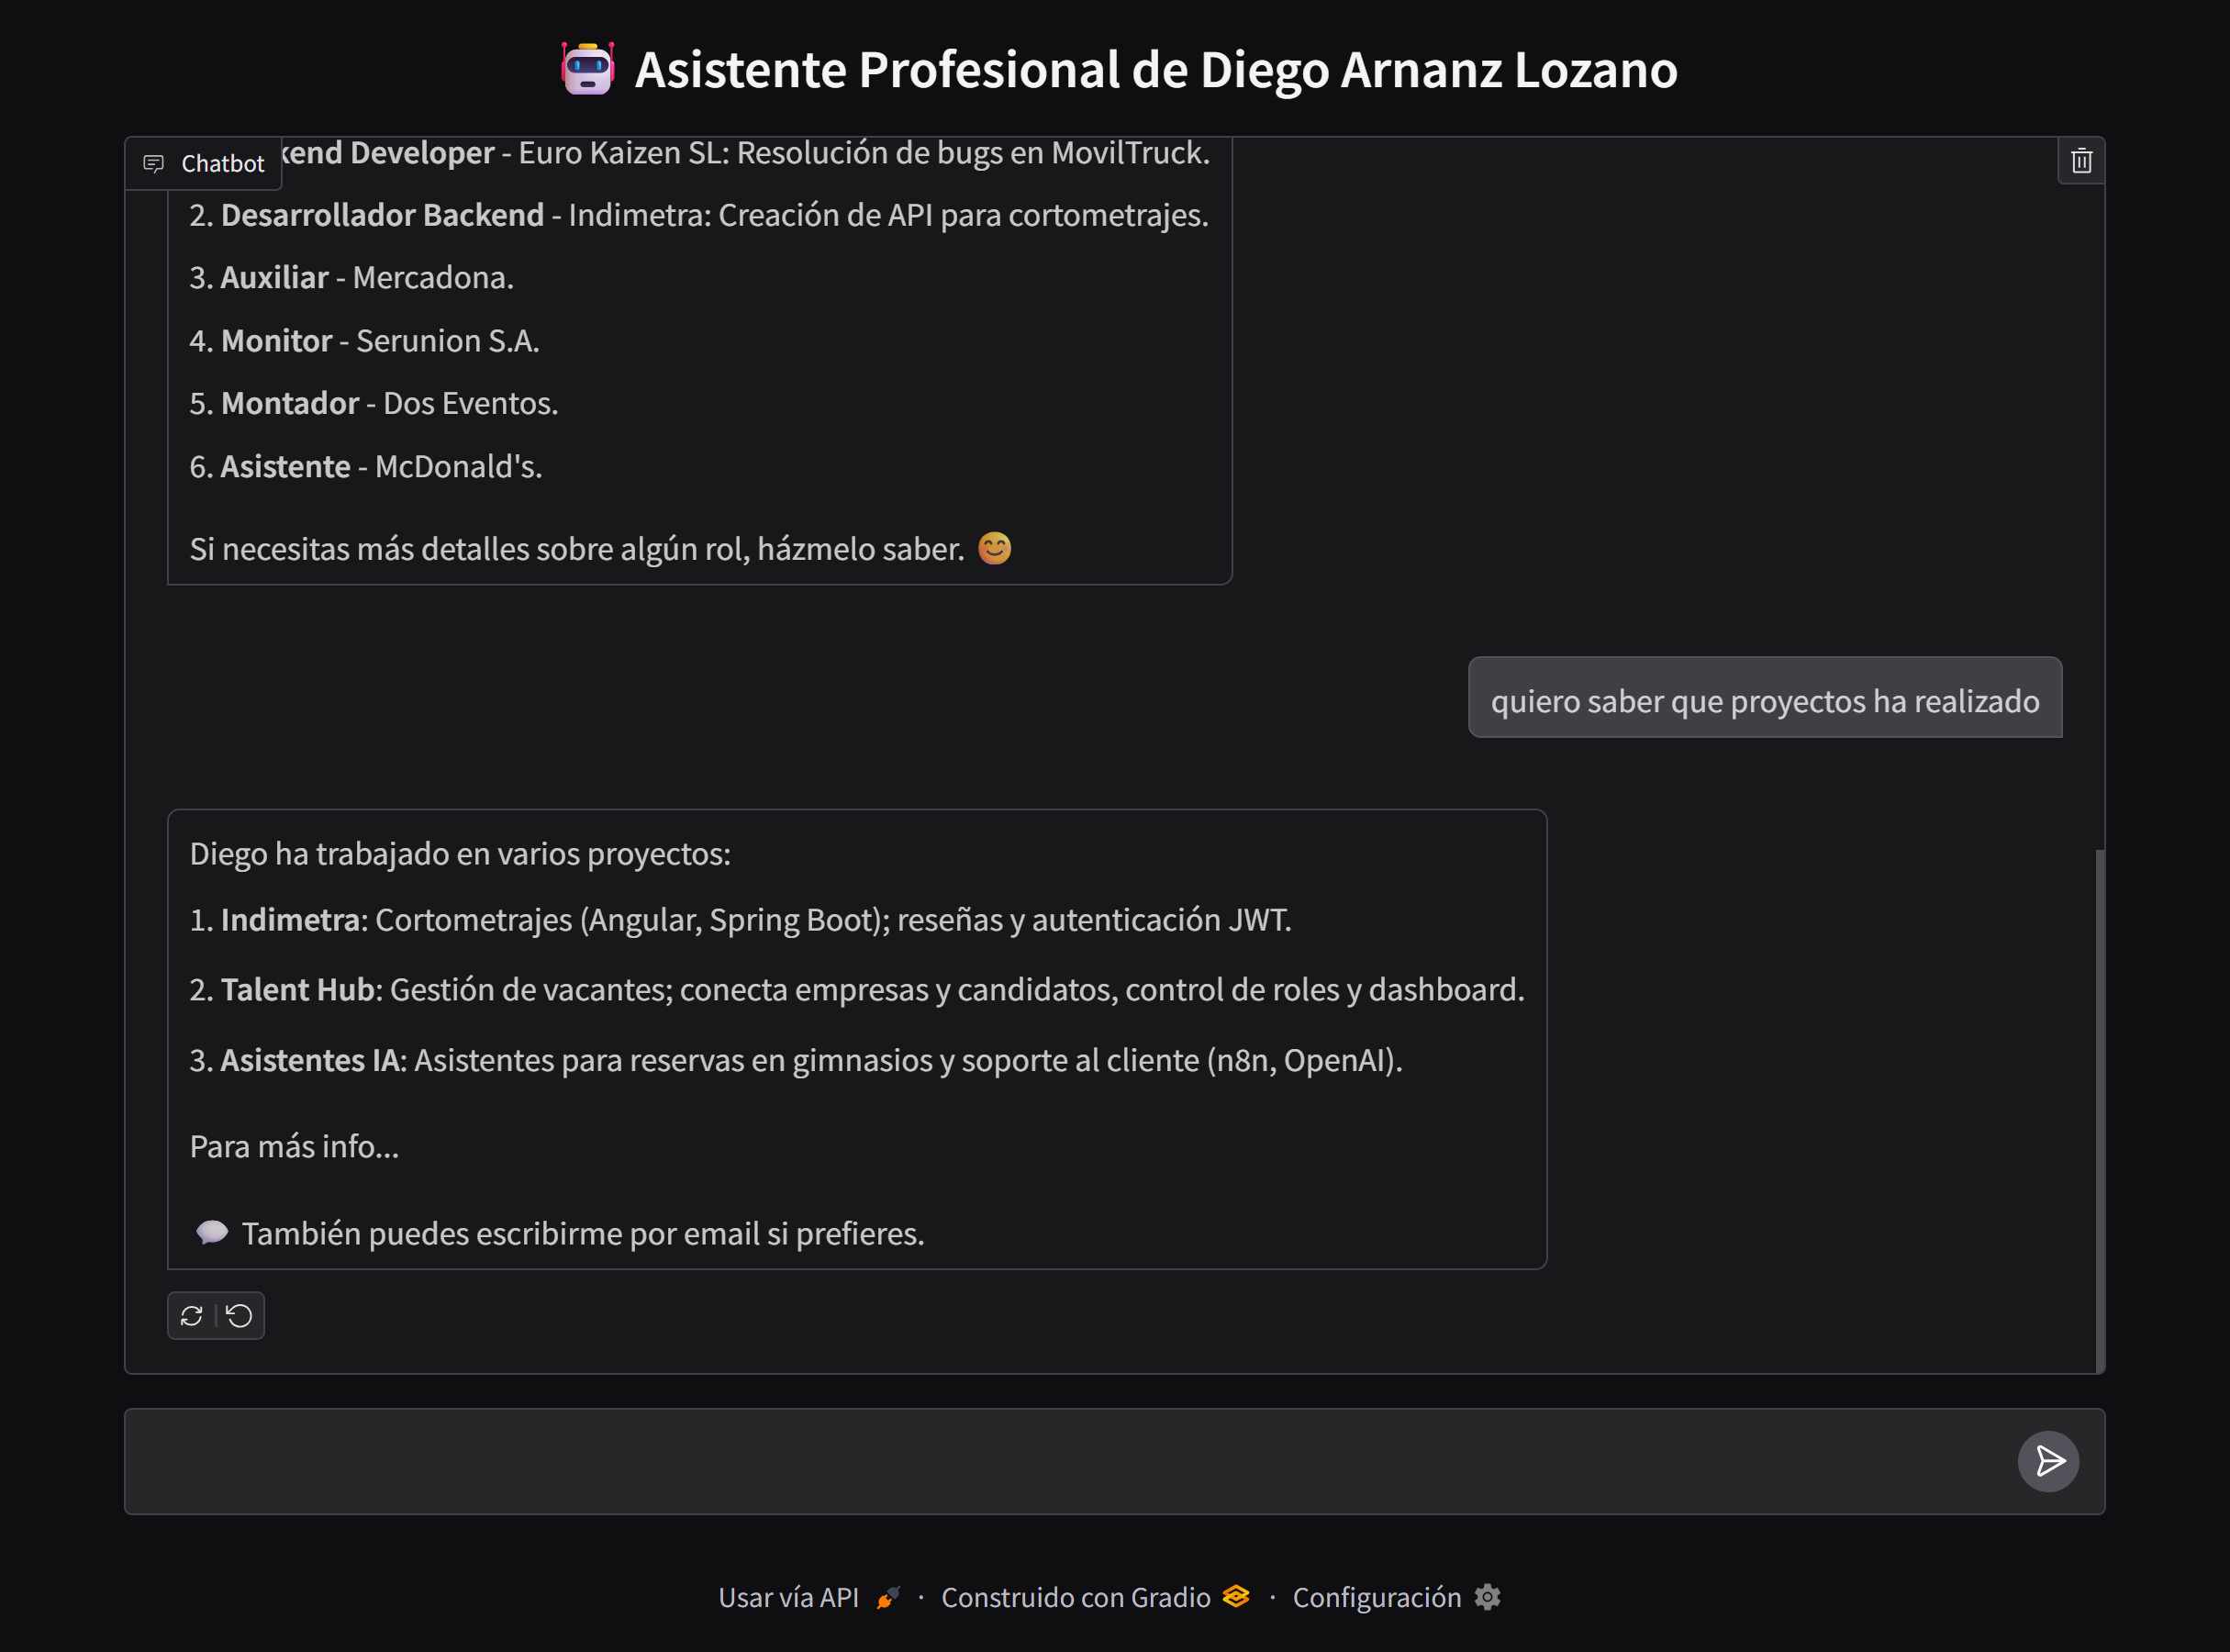 Asistente Profesional de Diego Arnanz Lozano
Chatbot
kend Developer - Euro Kaizen SL: Resolución de bugs en MovilTruck.
2. Desarrollador Backend - Indimetra: Creación de API para cortometrajes.
3. Auxiliar - Mercadona.
4. Monitor - Serunion S.A.
5. Montador - Dos Eventos.
6. Asistente - McDonald's.
Si necesitas más detalles sobre algún rol, házmelo saber. 😊
quiero saber que proyectos ha realizado
Diego ha trabajado en varios proyectos:
1. Indimetra: Cortometrajes (Angular, Spring Boot); reseñas y autenticación JWT.
2. Talent Hub: Gestión de vacantes; conecta empresas y candidatos, control de roles y dashboard.
3. Asistentes IA: Asistentes para reservas en gimnasios y soporte al cliente (n8n, OpenAI).
Para más info...
💬 También puedes escribirme por email si prefieres.
Usar vía API · Construido con Gradio · Configuración